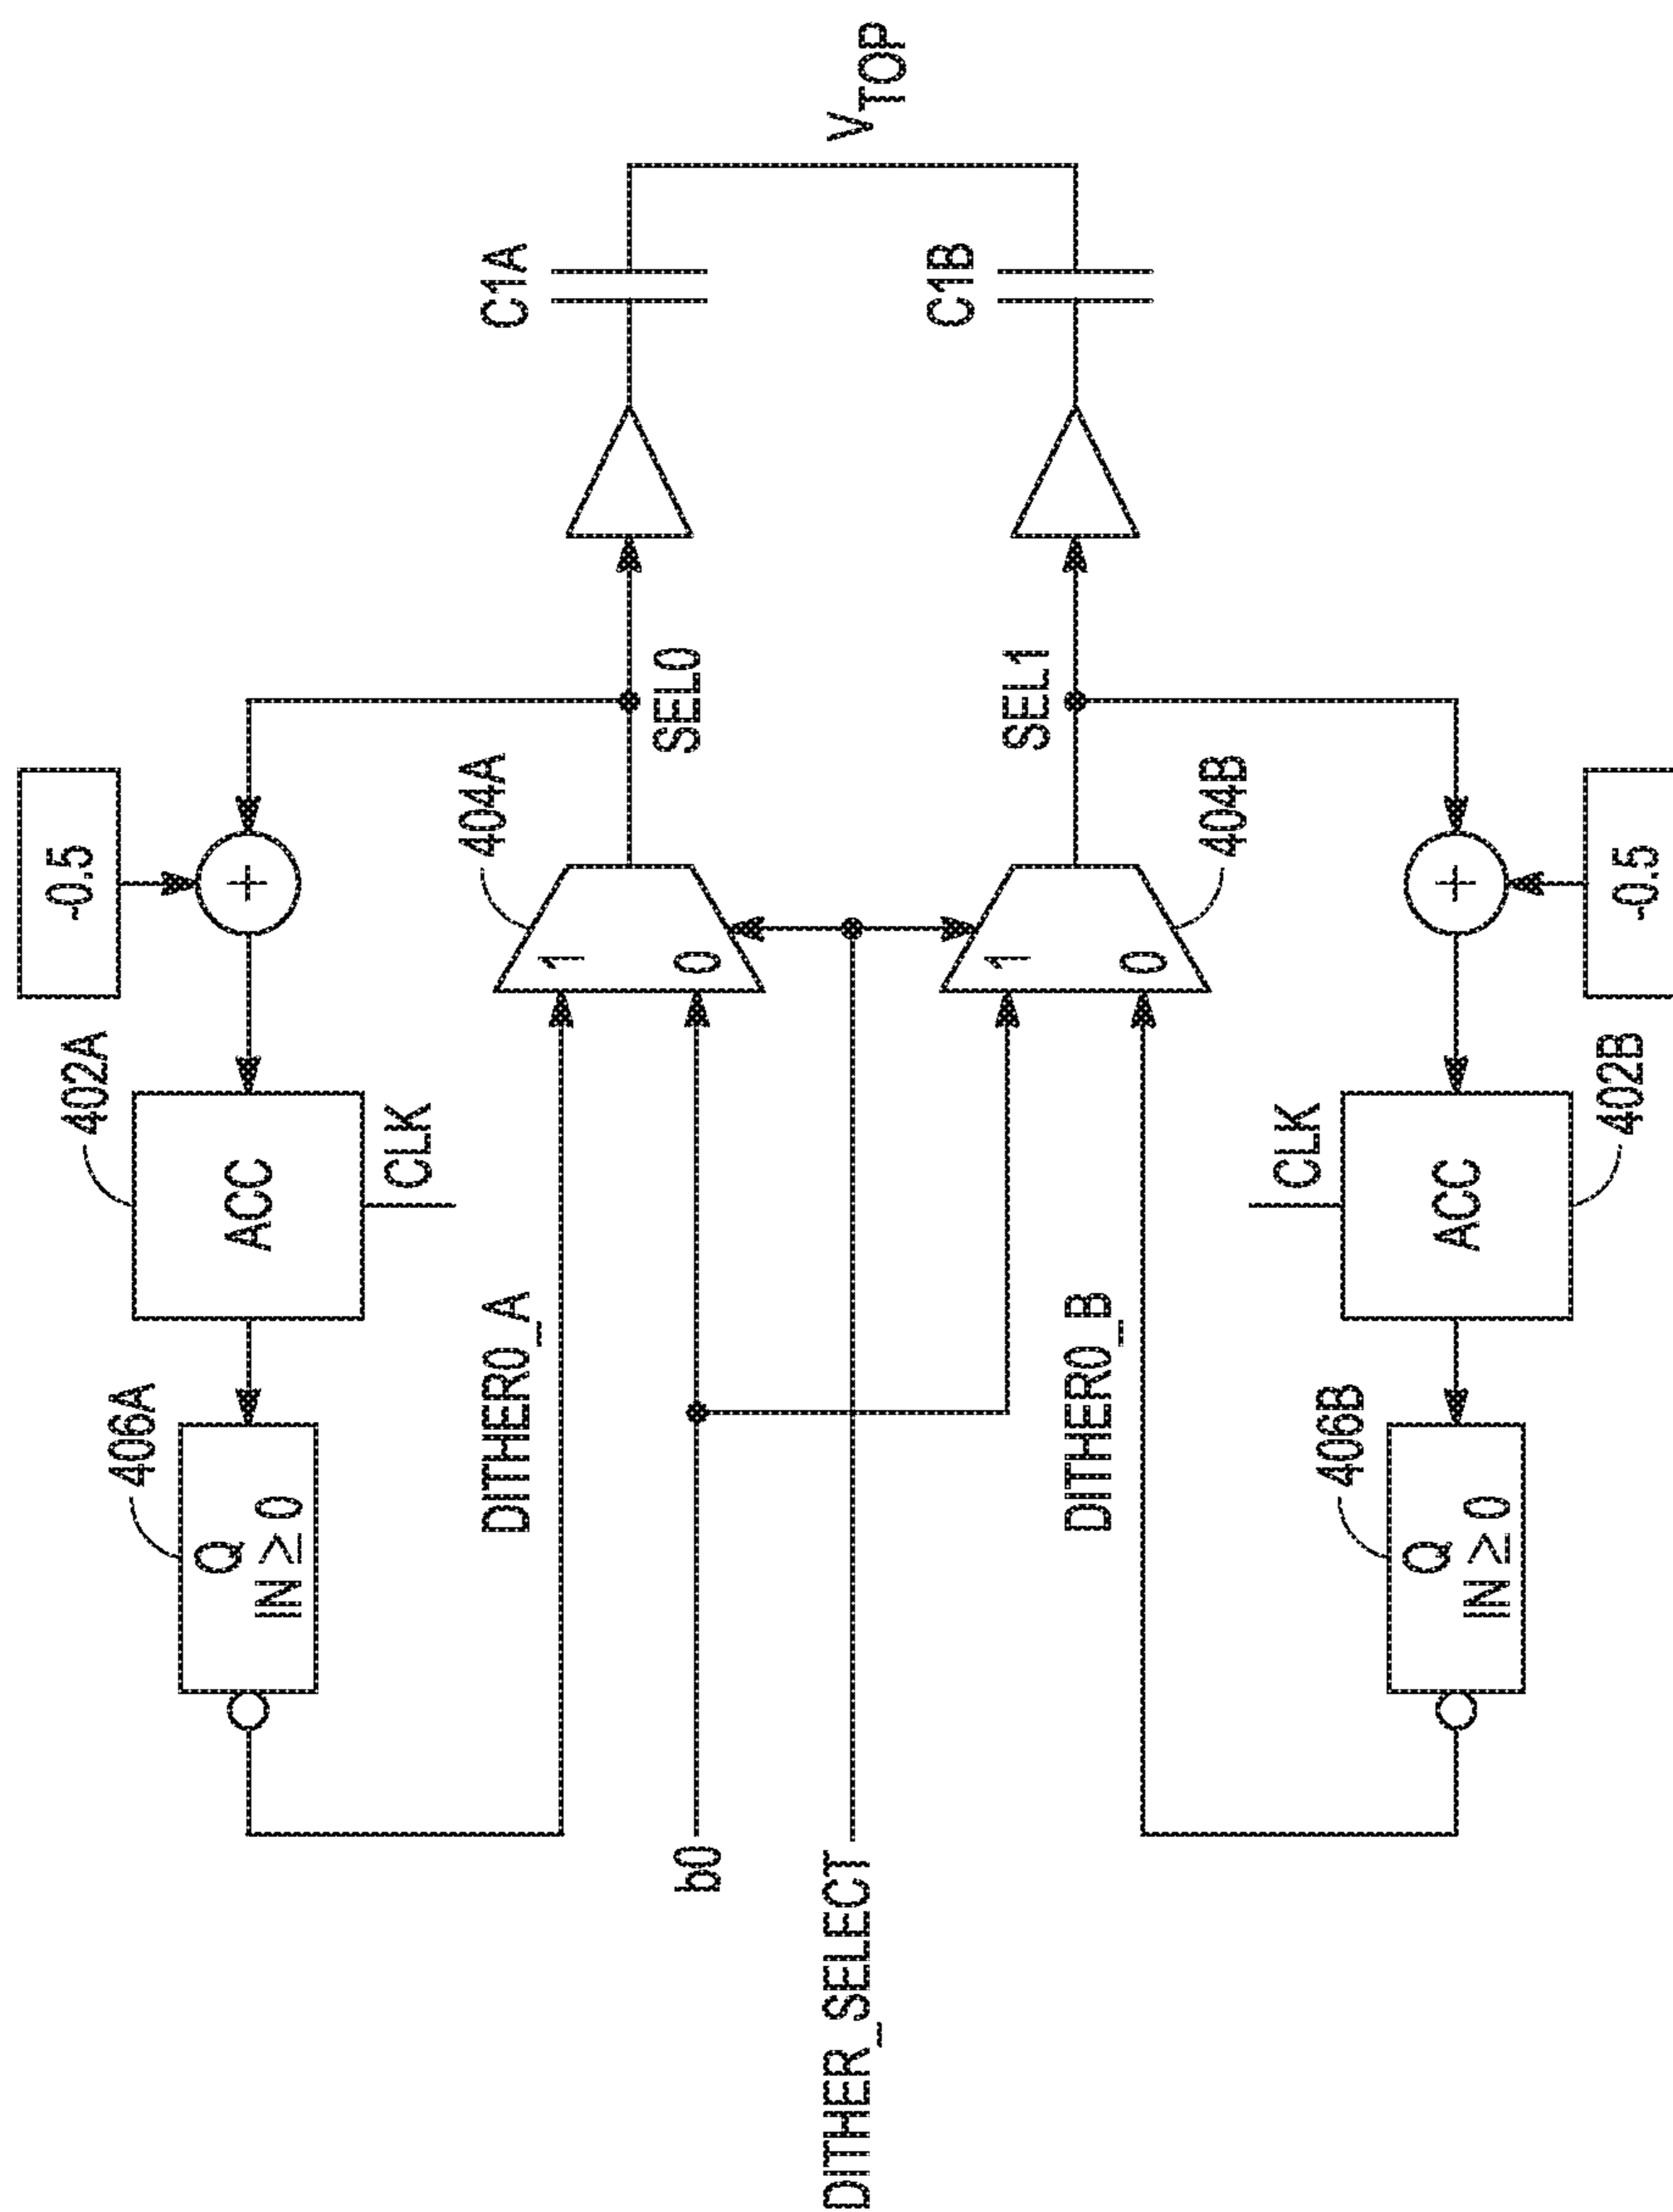 -0.5
402A
ACC
CLK
406A
Q
IN ≥ 0
404A
1
0
SEL0
C1A
DITHER0_A
b0
DITHER_SELECT
V_TOP
DITHER0_B
404B
1
0
SEL1
C1B
CLK
ACC
402B
406B
Q
IN ≥ 0
-0.5
+
+